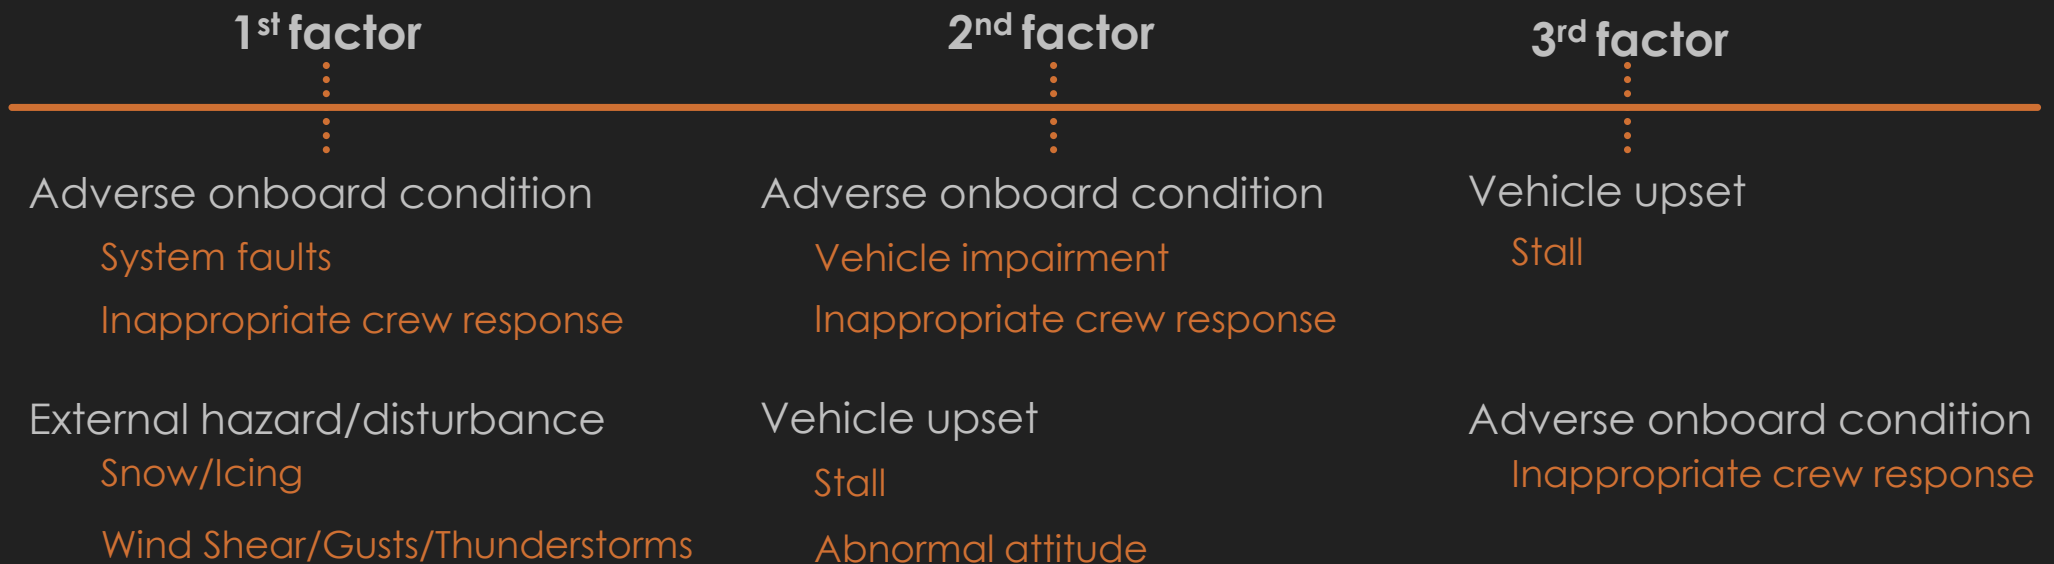 1st factor
2nd factor
3rd factor
Adverse onboard condition
System faults
Inappropriate crew response
External hazard/disturbance
Snow/Icing
Wind Shear/Gusts/Thunderstorms
Adverse onboard condition
Vehicle impairment
Inappropriate crew response
Vehicle upset
Stall
Abnormal attitude
Vehicle upset
Stall
Adverse onboard condition
Inappropriate crew response